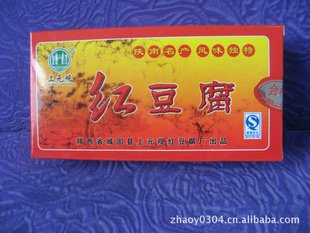 陕南名产 风味独特
上元观
红豆腐
陕西省城固县上元观红豆腐厂出品
zhaoy0304.cn.alibaba.com